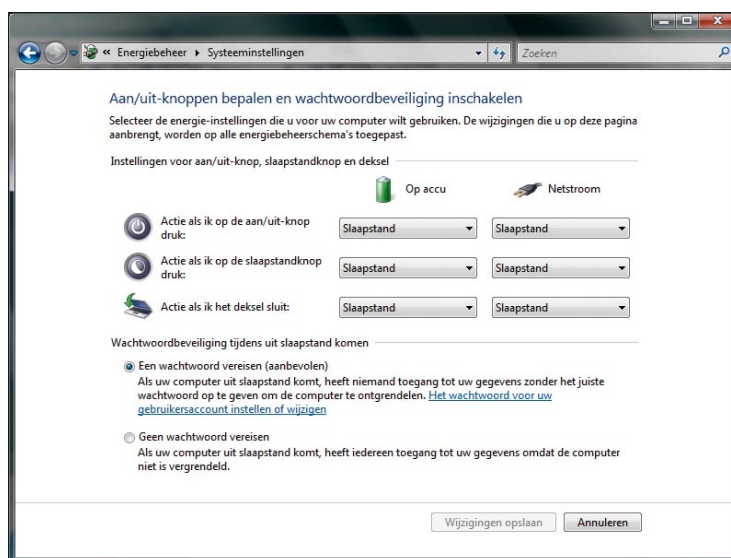 « Energiebeheer ▸ Systeeminstellingen
Zoeken
Aan/uit-knoppen bepalen en wachtwoordbeveiliging inschakelen
Selecteer de energie-instellingen die u voor uw computer wilt gebruiken. De wijzigingen die u op deze pagina
aanbrengt, worden op alle energiebeheerschema's toegepast.
Instellingen voor aan/uit-knop, slaapstandknop en deksel
Op accu Netstroom
Actie als ik op de aan/uit-knop
druk: Slaapstand Slaapstand
Actie als ik op de slaapstandknop
druk: Slaapstand Slaapstand
Actie als ik het deksel sluit: Slaapstand Slaapstand
Wachtwoordbeveiliging tijdens uit slaapstand komen
Een wachtwoord vereisen (aanbevolen)
Als uw computer uit slaapstand komt, heeft niemand toegang tot uw gegevens zonder het juiste
wachtwoord op te geven om de computer te ontgrendelen. Het wachtwoord voor uw
gebruikersaccount instellen of wijzigen
Geen wachtwoord vereisen
Als uw computer uit slaapstand komt, heeft iedereen toegang tot uw gegevens omdat de computer
niet is vergrendeld.
Wijzigingen opslaan Annuleren